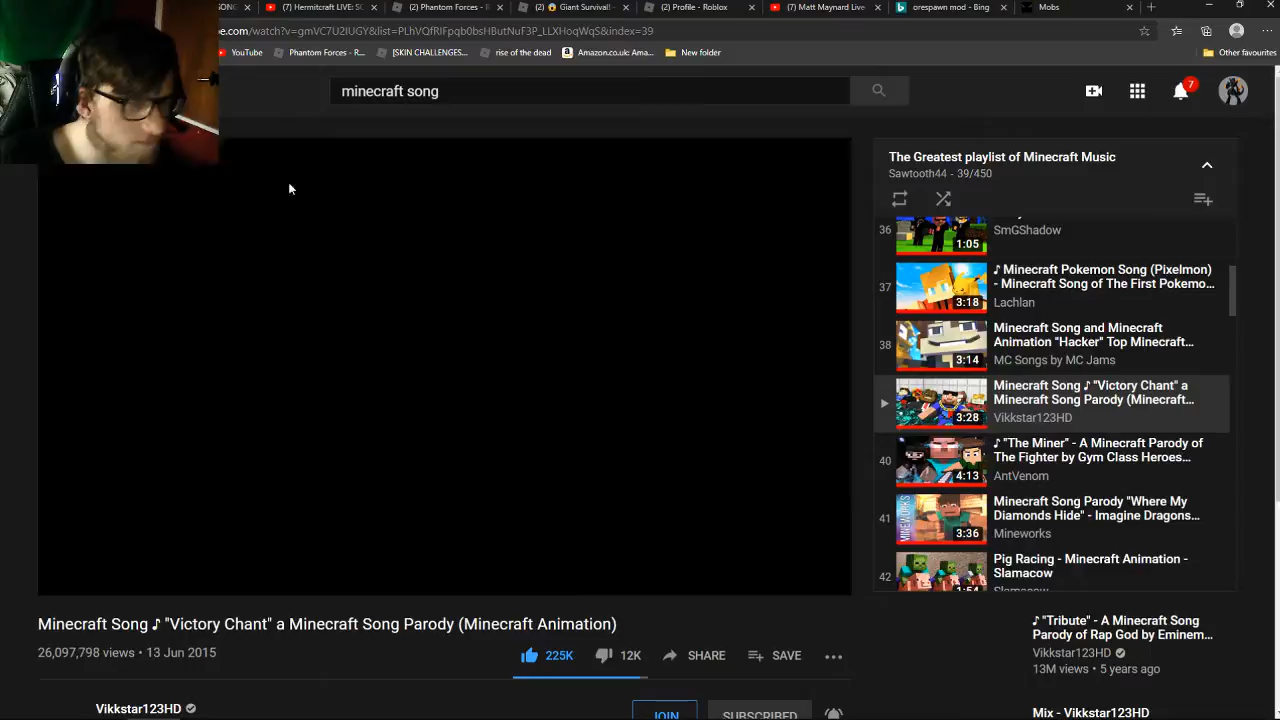 SONG
(7) Hermitcraft LIVE: S
(2) Phantom Forces - R
(2) 😱 Giant Survival! -
(2) Profile - Roblox
(7) Matt Maynard Live
orespawn mod - Bing
Mobs
be.com/watch?v=gmVC7U2IUGY&list=PLhVQfRIFpqb0bsHButNuF3P_LLXHoqWqS&index=39
YouTube
Phantom Forces - R...
[SKIN CHALLENGES...
rise of the dead
Amazon.co.uk: Ama...
New folder
Other favourites
minecraft song
7
The Greatest playlist of Minecraft Music
Sawtooth44 - 39/450
36
1:05
SmGShadow
37
3:18
♪ Minecraft Pokemon Song (Pixelmon)
- Minecraft Song of The First Pokemo...
Lachlan
38
3:14
Minecraft Song and Minecraft
Animation "Hacker" Top Minecraft...
MC Songs by MC Jams
3:28
Minecraft Song ♪ "Victory Chant" a
Minecraft Song Parody (Minecraft...
Vikkstar123HD
40
4:13
♪ "The Miner" - A Minecraft Parody of
The Fighter by Gym Class Heroes...
AntVenom
41
MINEWORKS
3:36
Minecraft Song Parody "Where My
Diamonds Hide" - Imagine Dragons...
Mineworks
42
1:54
Pig Racing - Minecraft Animation -
Slamacow
Slamacow
Minecraft Song ♪ "Victory Chant" a Minecraft Song Parody (Minecraft Animation)
26,097,798 views • 13 Jun 2015
225K
12K
SHARE
SAVE
Vikkstar123HD
JOIN
SUBSCRIBED
♪ "Tribute" - A Minecraft Song
Parody of Rap God by Eminem...
Vikkstar123HD
13M views • 5 years ago
Mix - Vikkstar123HD